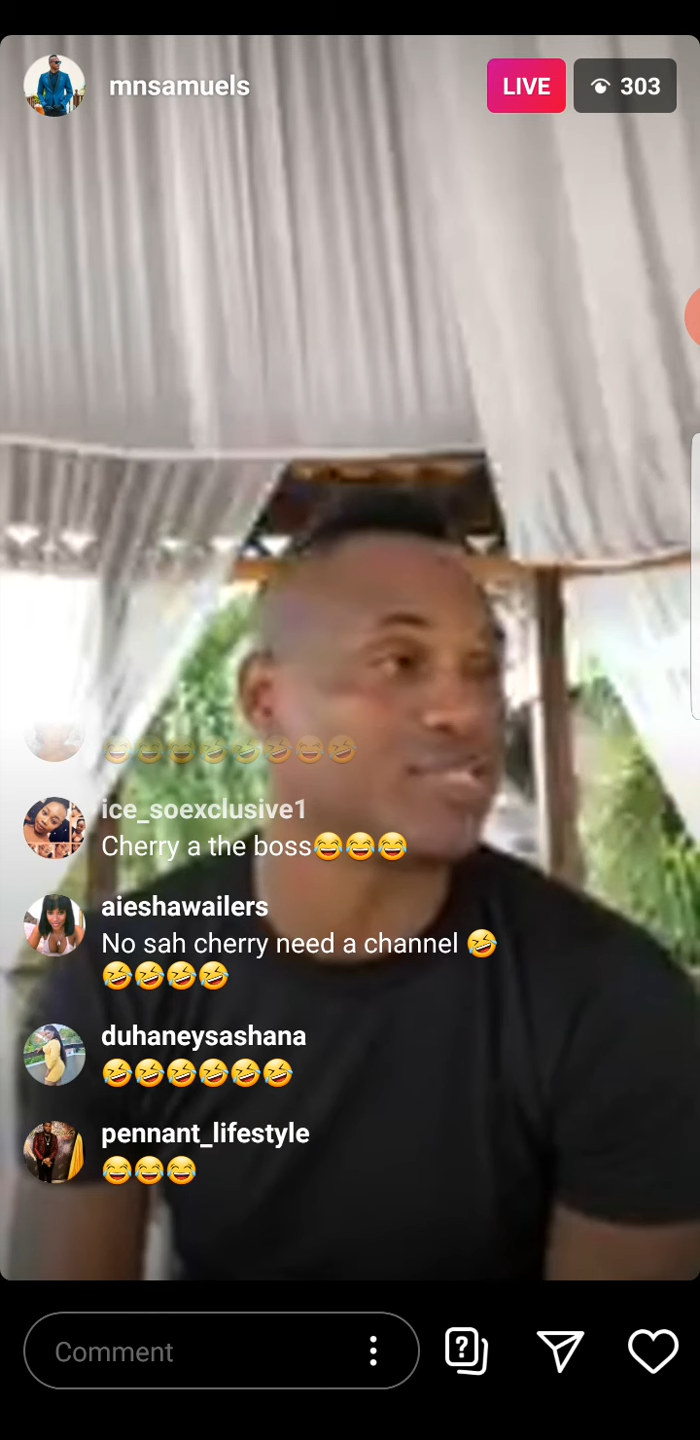 mnsamuels
LIVE
303
😂😂😂😂😂😂😂🤣
ice_soexclusive1
Cherry a the boss😂😂😂
aieshawailers
No sah cherry need a channel 🤣
🤣🤣🤣🤣
duhaneysashana
🤣🤣🤣🤣🤣🤣
pennant_lifestyle
😂😂😂
Comment